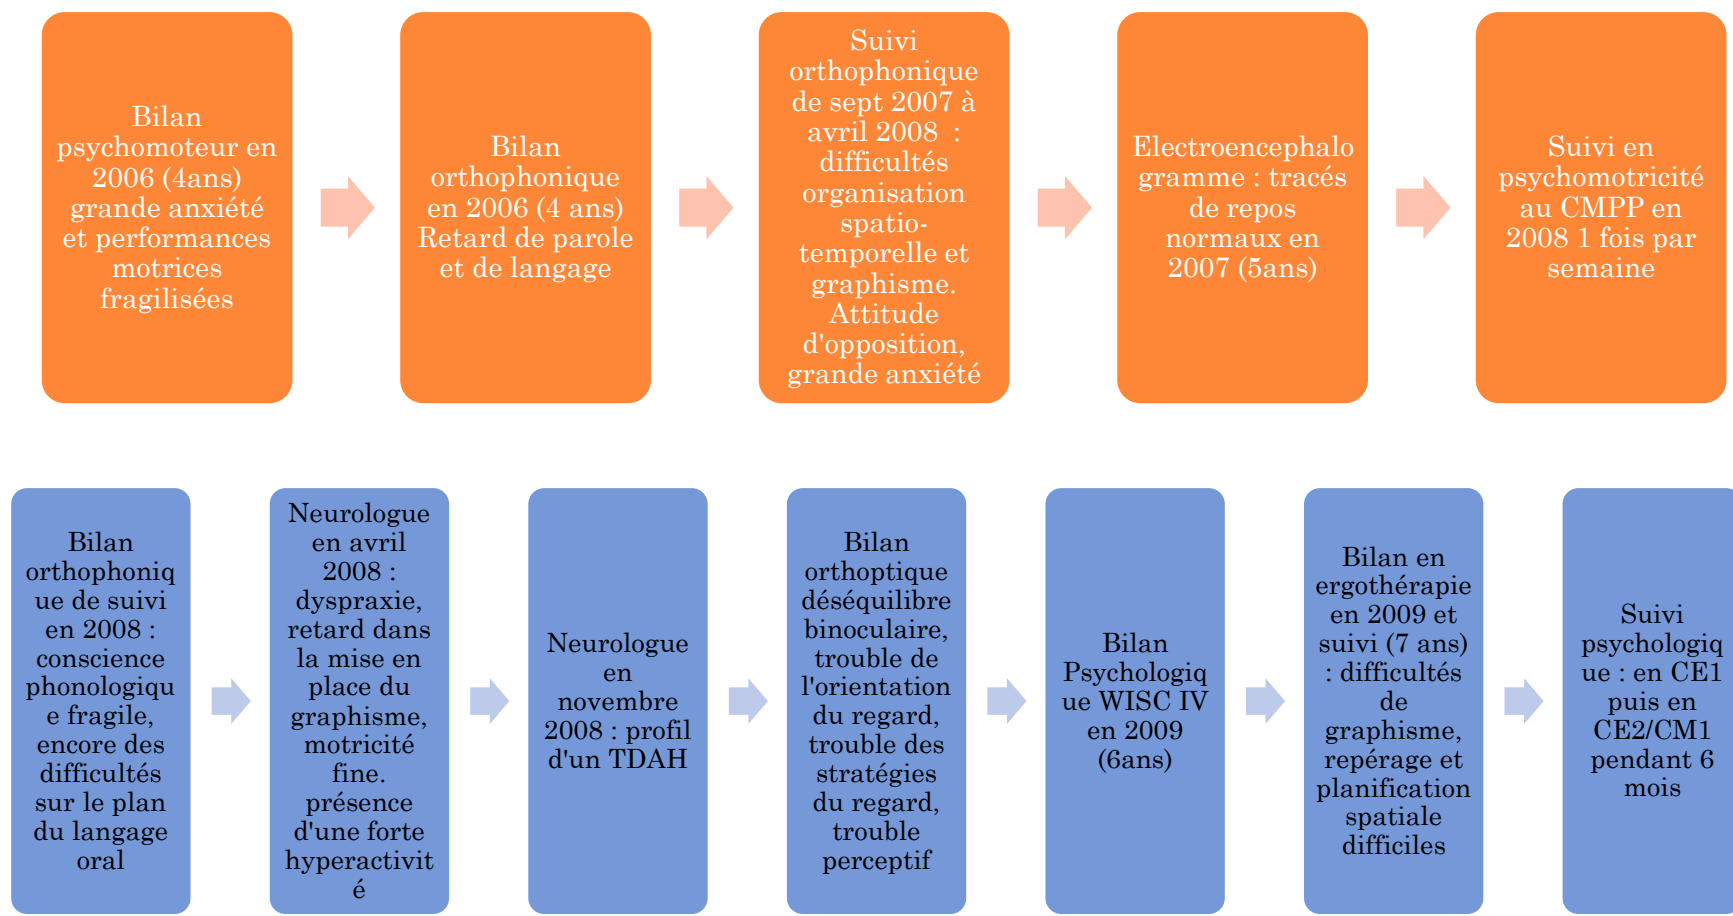 Bilan
psychomoteur en
2006 (4ans)
grande anxiété
et performances
motrices
fragilisées
Bilan
orthophonique
en 2006 (4 ans)
Retard de parole
et de langage
Suivi
orthophonique
de sept 2007 à
avril 2008 :
difficultés
organisation
spatio-
temporelle et
graphisme.
Attitude
d'opposition,
grande anxiété
Electroencephalo
gramme : tracés
de repos
normaux en
2007 (5ans)
Suivi en
psychomotricité
au CMPP en
2008 1 fois par
semaine
Bilan
orthophoniq
ue de suivi
en 2008 :
conscience
phonologiqu
e fragile,
encore des
difficultés
sur le plan
du langage
oral
Neurologue
en avril
2008 :
dyspraxie,
retard dans
la mise en
place du
graphisme,
motricité
fine.
présence
d'une forte
hyperactivit
é
Neurologue
en
novembre
2008 : profil
d'un TDAH
Bilan
orthoptique
déséquilibre
binoculaire,
trouble de
l'orientation
du regard,
trouble des
stratégies
du regard,
trouble
perceptif
Bilan
Psychologiq
ue WISC IV
en 2009
(6ans)
Bilan en
ergothérapie
en 2009 et
suivi (7 ans)
: difficultés
de
graphisme,
repérage et
planification
spatiale
difficiles
Suivi
psychologiq
ue : en CE1
puis en
CE2/CM1
pendant 6
mois